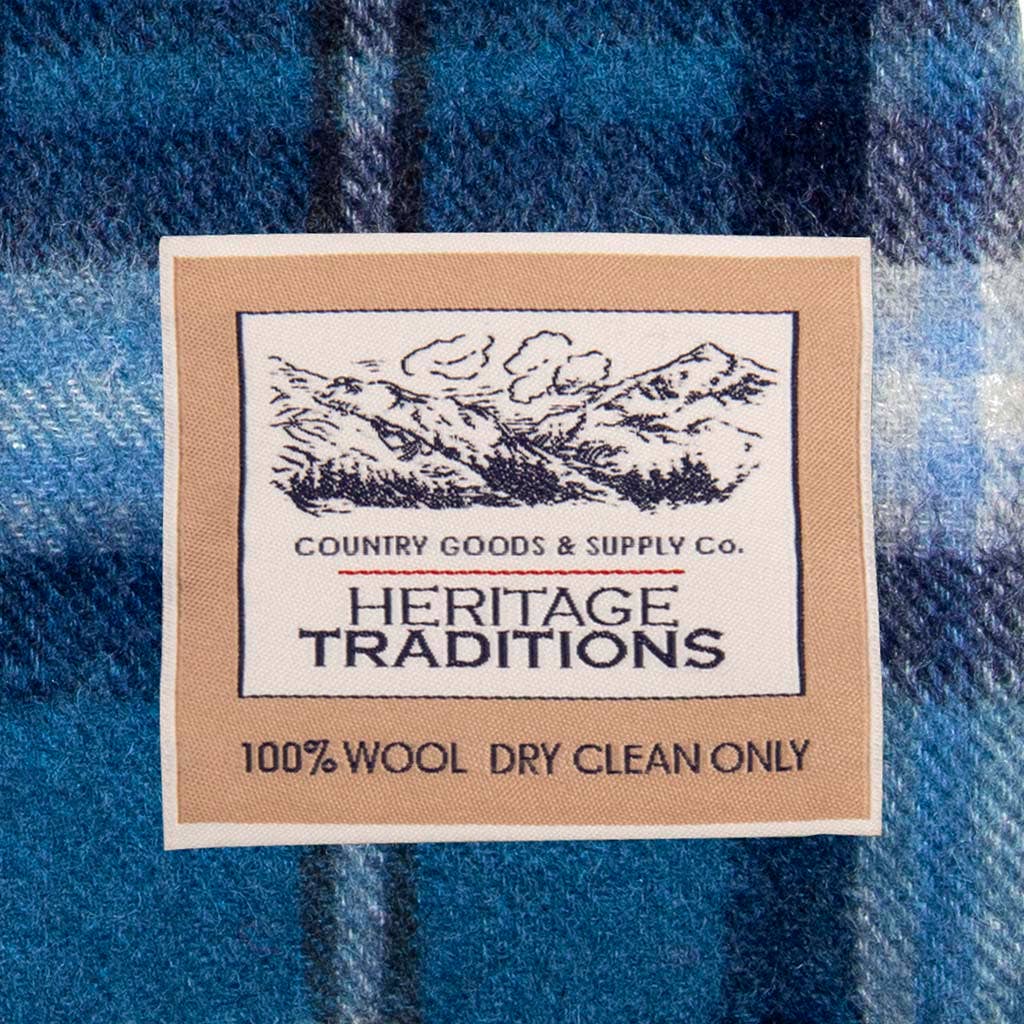 COUNTRY GOODS & SUPPLY Co.
HERITAGE
TRADITIONS
100% WOOL DRY CLEAN ONLY